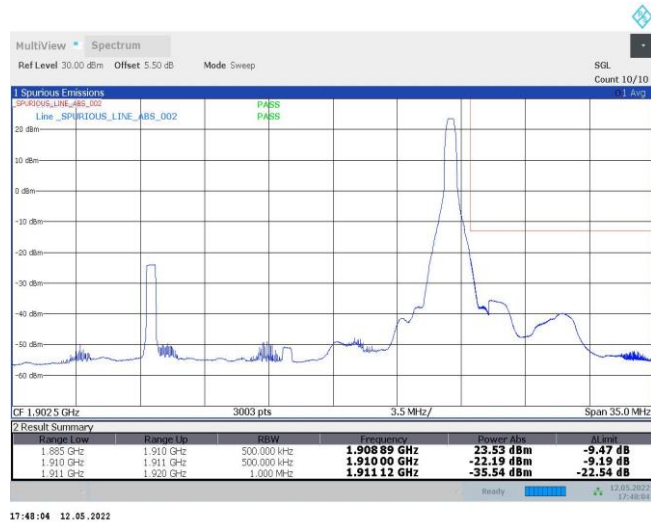 MultiView Spectrum
Ref Level 30.00 dBm Offset 5.50 dB Mode Sweep SGL
Count 10/10
1 Spurious Emissions 1 Avg
_SPURIOUS_LINE_ABS_002 PASS
Line _SPURIOUS_LINE_ABS_002 PASS
20 dBm
10 dBm
0 dBm
-10 dBm
-20 dBm
-30 dBm
-40 dBm
-50 dBm
-60 dBm
CF 1.9025 GHz 3003 pts 3.5 MHz/ Span 35.0 MHz
2 Result Summary
Range Low Range Up RBW Frequency Power Abs ΔLimit
1.885 GHz 1.910 GHz 500.000 kHz 1.908 89 GHz 23.53 dBm -9.47 dB
1.910 GHz 1.911 GHz 500.000 kHz 1.910 00 GHz -22.19 dBm -9.19 dB
1.911 GHz 1.920 GHz 1.000 MHz 1.911 12 GHz -35.54 dBm -22.54 dB
Ready 12.05.2022
17:48:04
17:48:04 12.05.2022